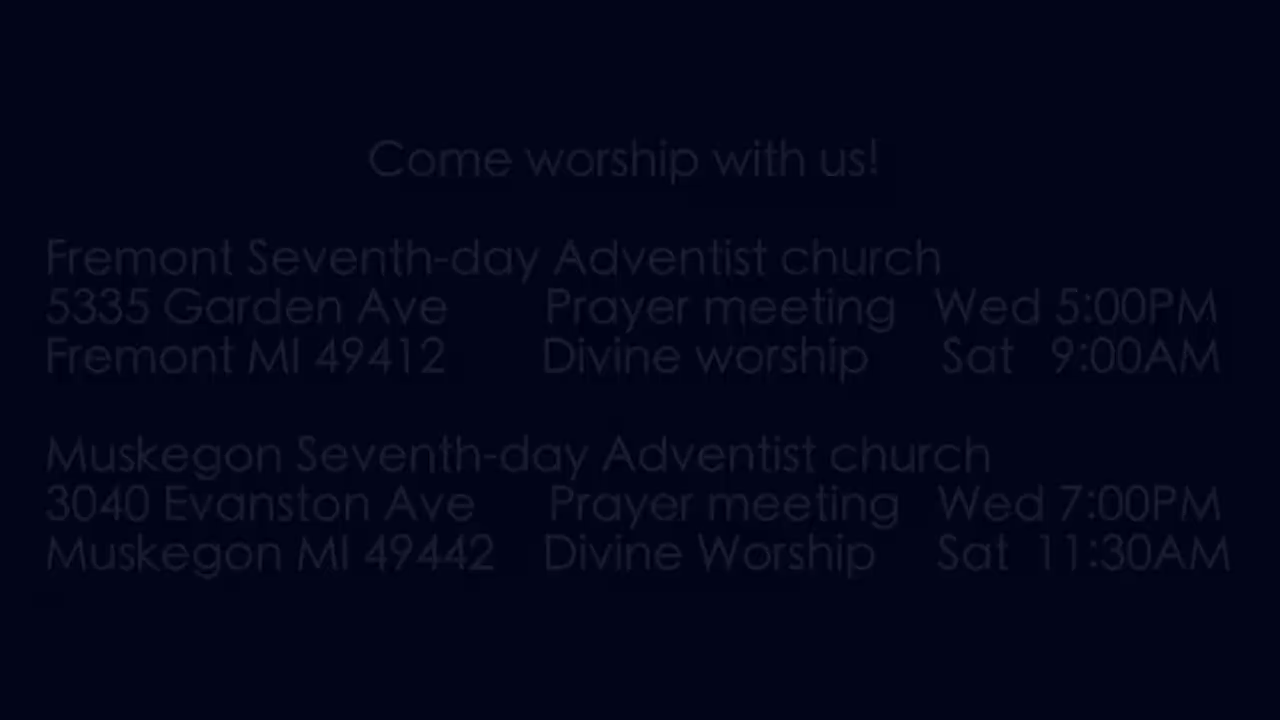 Come worship with us!
Fremont Seventh-day Adventist church
5335 Garden Ave Prayer meeting Wed 5:00PM
Fremont MI 49412 Divine worship Sat 9:00AM
Muskegon Seventh-day Adventist church
3040 Evanston Ave Prayer meeting Wed 7:00PM
Muskegon MI 49442 Divine Worship Sat 11:30AM